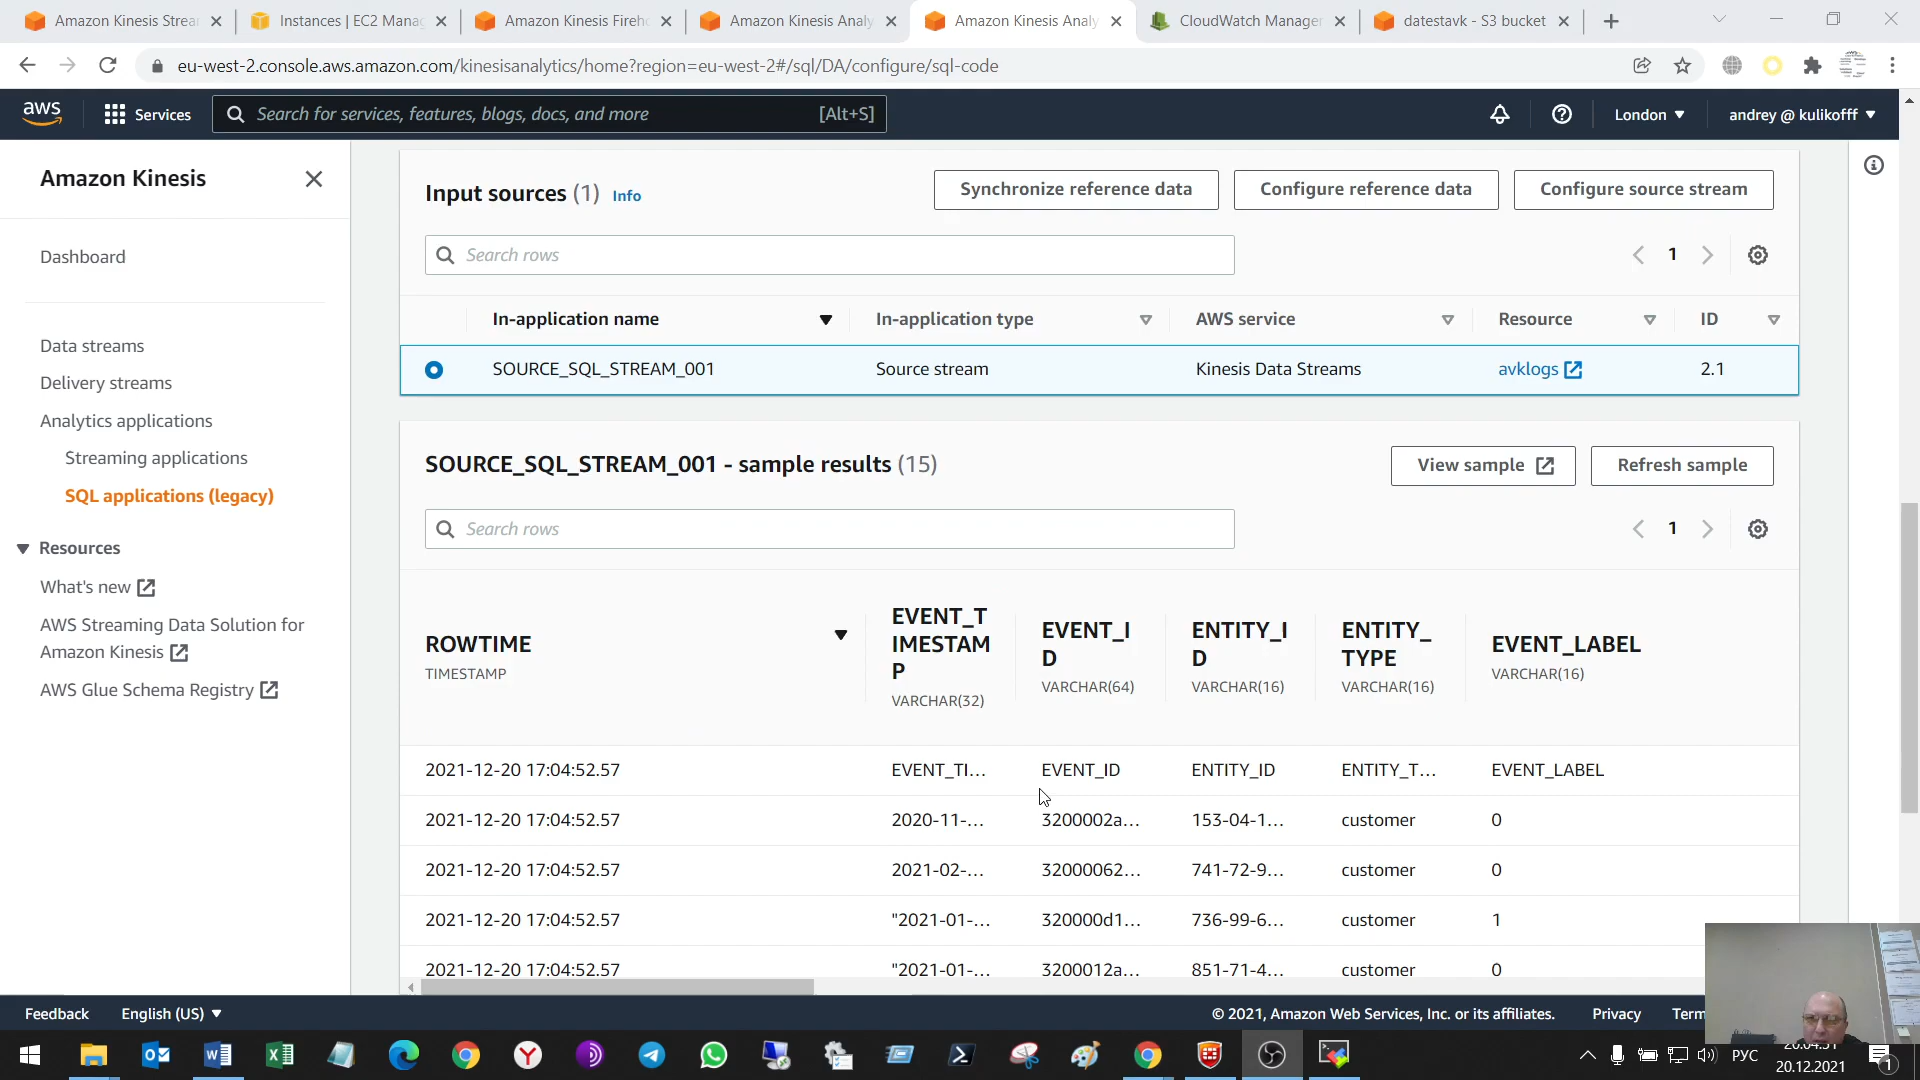 Amazon Kinesis Strea
Instances | EC2 Manag
Amazon Kinesis Fireho
Amazon Kinesis Analy
Amazon Kinesis Analy
CloudWatch Manager
datestavk - S3 bucket
eu-west-2.console.aws.amazon.com/kinesisanalytics/home?region=eu-west-2#/sql/DA/configure/sql-code
aws
Services
Search for services, features, blogs, docs, and more
[Alt+S]
London
andrey @ kulikofff
Amazon Kinesis
Dashboard
Data streams
Delivery streams
Analytics applications
Streaming applications
SQL applications (legacy)
Resources
What's new
AWS Streaming Data Solution for
Amazon Kinesis
AWS Glue Schema Registry
Input sources (1) Info
Synchronize reference data
Configure reference data
Configure source stream
Search rows
1
In-application name
In-application type
AWS service
Resource
ID
SOURCE_SQL_STREAM_001
Source stream
Kinesis Data Streams
avklogs
2.1
SOURCE_SQL_STREAM_001 - sample results (15)
View sample
Refresh sample
Search rows
1
ROWTIME
TIMESTAMP
EVENT_T
IMESTAM
P
VARCHAR(32)
EVENT_I
D
VARCHAR(64)
ENTITY_I
D
VARCHAR(16)
ENTITY_
TYPE
VARCHAR(16)
EVENT_LABEL
VARCHAR(16)
2021-12-20 17:04:52.57 EVENT_TI... EVENT_ID ENTITY_ID ENTITY_T... EVENT_LABEL
2021-12-20 17:04:52.57 2020-11-... 3200002a... 153-04-1... customer 0
2021-12-20 17:04:52.57 2021-02-... 32000062... 741-72-9... customer 0
2021-12-20 17:04:52.57 "2021-01-... 320000d1... 736-99-6... customer 1
2021-12-20 17:04:52.57 "2021-01-... 3200012a... 851-71-4... customer 0
Feedback
English (US)
© 2021, Amazon Web Services, Inc. or its affiliates.
Privacy
Term
РУС
20.12.2021
1